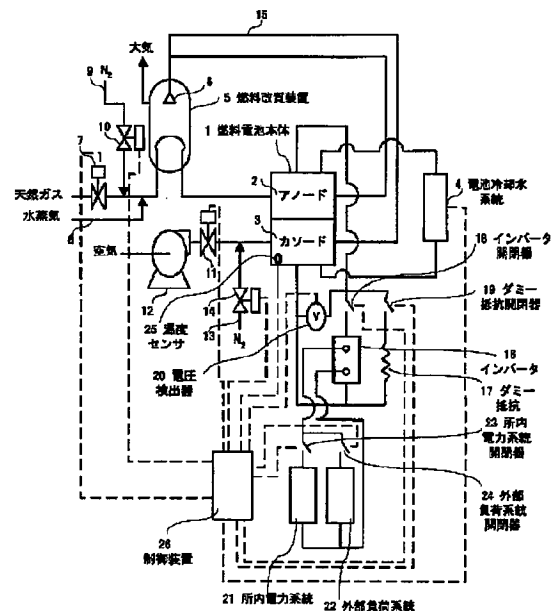 15
大気
9 N₂
6
5 燃料改質装置
10
1 燃料電池本体
7
2
アノード
4 電池冷却水
系統
天然ガス
水蒸気
8
3
カソード
18 インバータ
開閉器
空気
11
19 ダミー
抵抗開閉器
12
14
25 温度
センサ
13
N₂
V
20 電圧
検出器
16
インバータ
17 ダミー
抵抗
23 所内
電力系統
開閉器
24 外部
負荷系統
開閉器
26
制御装置
21 所内電力系統
22 外部負荷系統